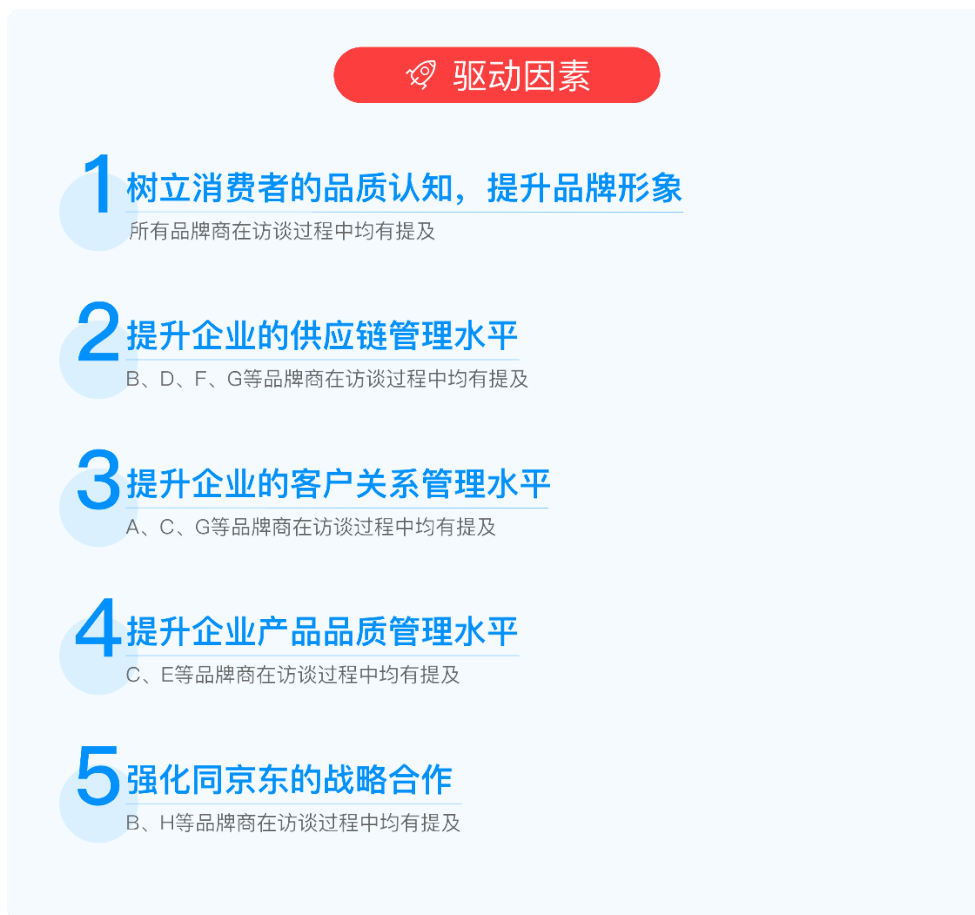 驱动因素
1
树立消费者的品质认知，提升品牌形象
所有品牌商在访谈过程中均有提及
2
提升企业的供应链管理水平
B、D、F、G等品牌商在访谈过程中均有提及
3
提升企业的客户关系管理水平
A、C、G等品牌商在访谈过程中均有提及
4
提升企业产品品质管理水平
C、E等品牌商在访谈过程中均有提及
5
强化同京东的战略合作
B、H等品牌商在访谈过程中均有提及